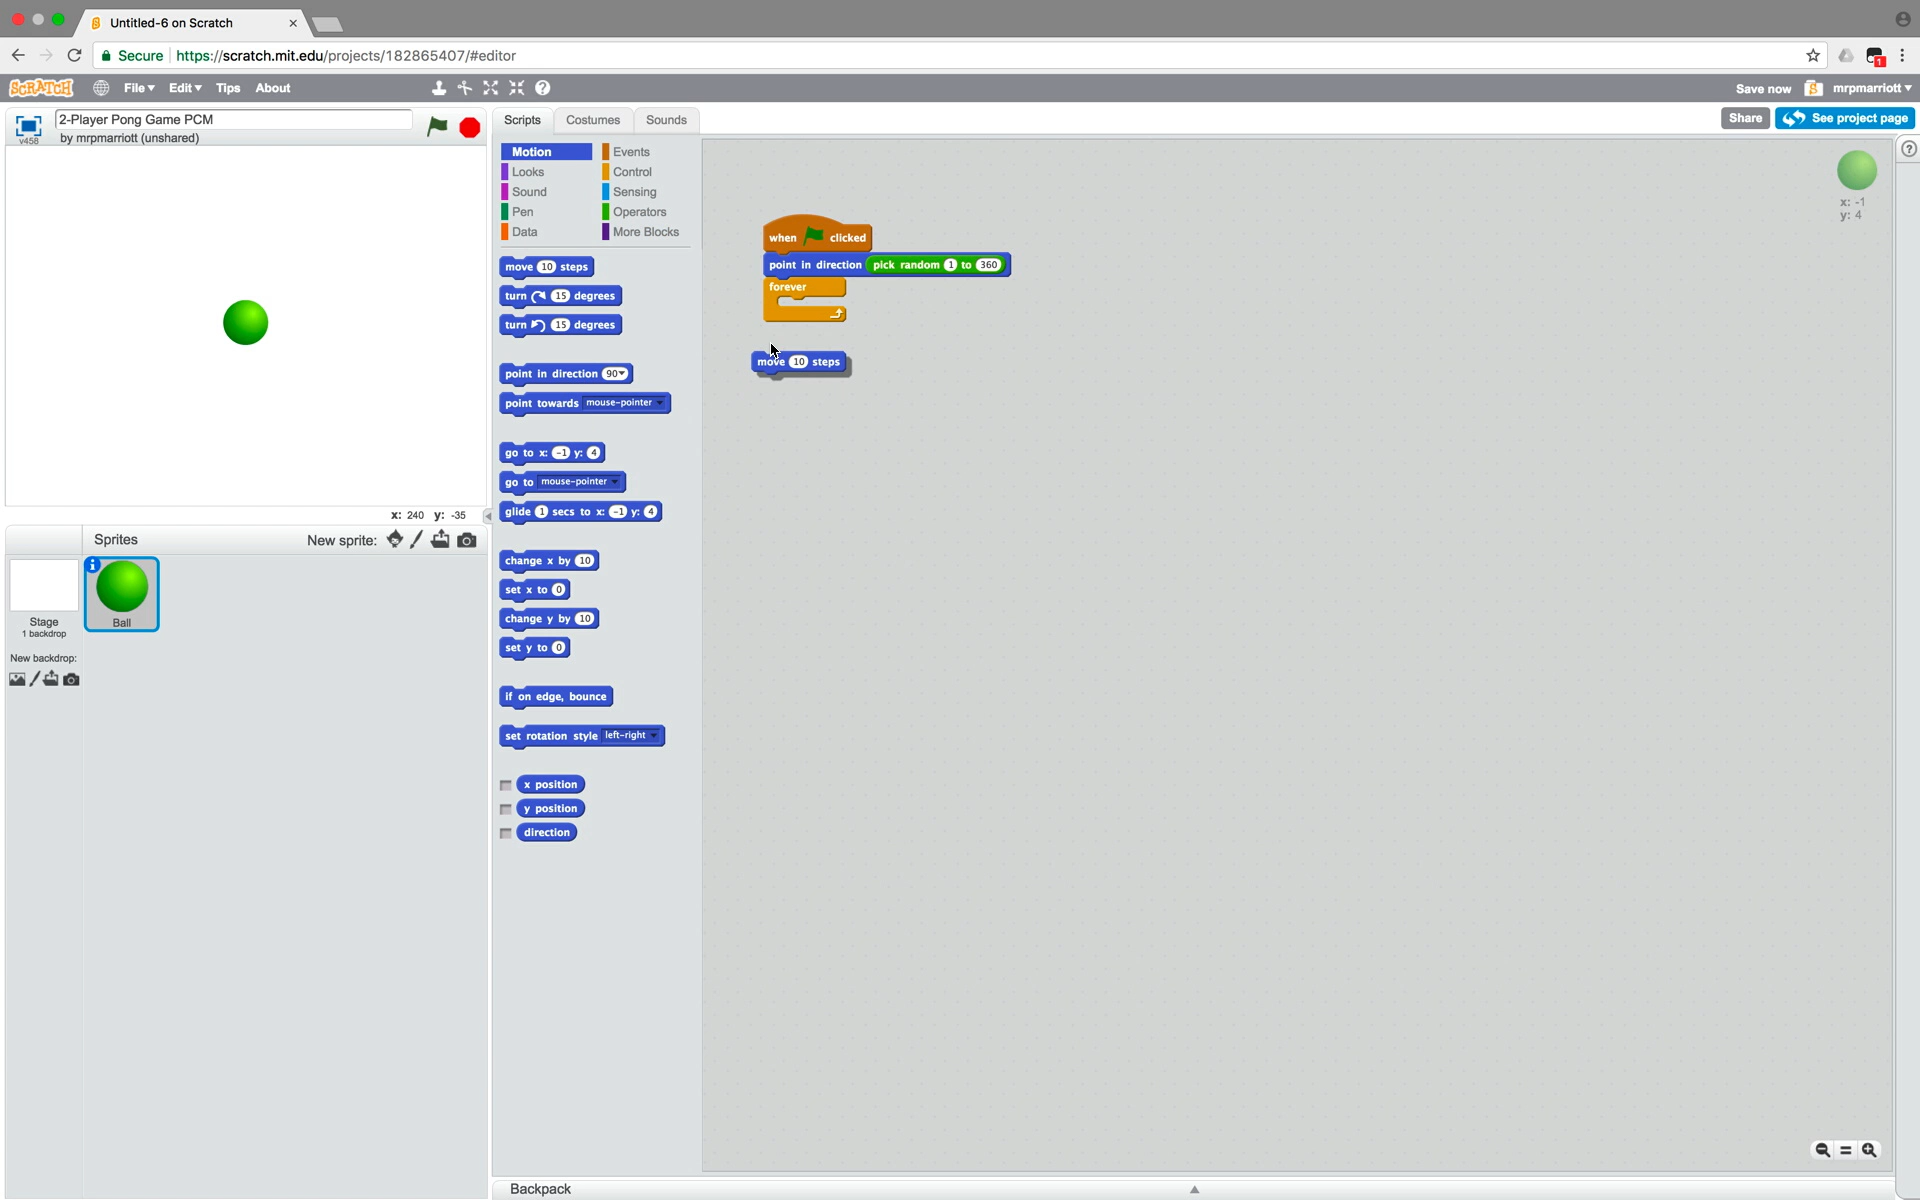 Untitled-6 on Scratch
Secure https://scratch.mit.edu/projects/182865407/#editor
1
SCRATCH File Edit Tips About
Save now mrpmarriott
2-Player Pong Game PCM
by mrpmarriott (unshared)
v458
Scripts Costumes Sounds
Share See project page
Motion Events
Looks Control
Sound Sensing
Pen Operators
Data More Blocks
move 10 steps
turn 15 degrees
turn 15 degrees
point in direction 90
point towards mouse-pointer
go to x: -1 y: 4
go to mouse-pointer
glide 1 secs to x: -1 y: 4
change x by 10
set x to 0
change y by 10
set y to 0
if on edge, bounce
set rotation style left-right
x position
y position
direction
when clicked
point in direction pick random 1 to 360
forever
move 10 steps
x: -1
y: 4
x: 240 y: -35
Sprites New sprite:
Stage
1 backdrop
New backdrop:
Ball
Backpack